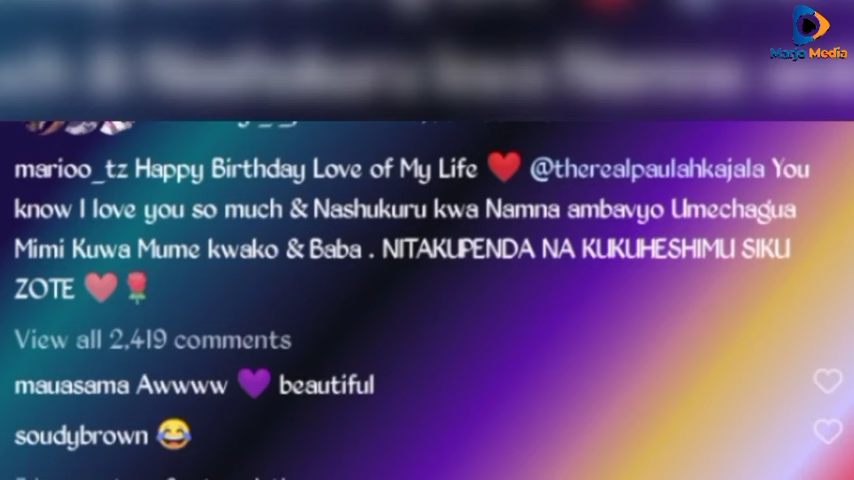 Marjo Media
marioo_tz Happy Birthday Love of My Life ❤️ @therealpaulahkajala You
know I love you so much & Nashukuru kwa Namna ambavyo Umechagua
Mimi Kuwa Mume kwako & Baba . NITAKUPENDA NA KUKUHESHIMU SIKU
ZOTE ❤️🌹
View all 2,419 comments
mauasama Awwww 💜 beautiful
soudybrown 😂